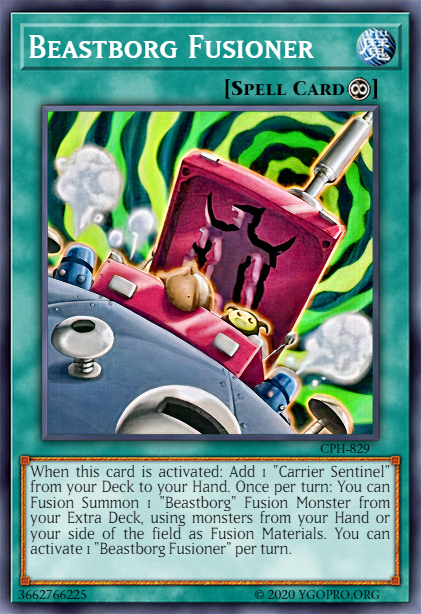 Beastborg Fusioner
魔
[Spell Card]
CPH-829
When this card is activated: Add 1 "Carrier Sentinel"
from your Deck to your Hand. Once per turn: You can
Fusion Summon 1 "Beastborg" Fusion Monster from
your Extra Deck, using monsters from your Hand or
your side of the field as Fusion Materials. You can
activate 1 "Beastborg Fusioner" per turn.
3662766225 © 2020 YGOPRO.ORG